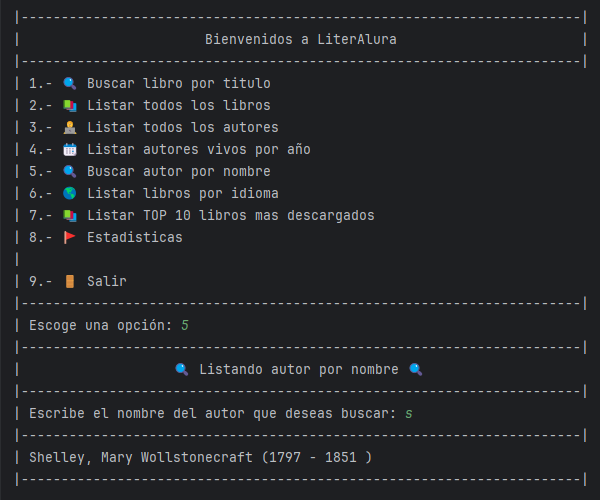 |----------------------------------------------------------------------|
| Bienvenidos a LiterAlura |
|----------------------------------------------------------------------|
| 1.- 🔍 Buscar libro por titulo
| 2.- 📚 Listar todos los libros
| 3.- 🧑‍💻 Listar todos los autores
| 4.- 📅 Listar autores vivos por año
| 5.- 🔍 Buscar autor por nombre
| 6.- 🌎 Listar libros por idioma
| 7.- 📚 Listar TOP 10 libros mas descargados
| 8.- 🚩 Estadisticas
|
| 9.- 🚪 Salir
|----------------------------------------------------------------------|
| Escoge una opción: 5
|----------------------------------------------------------------------|
| 🔍 Listando autor por nombre 🔍
|----------------------------------------------------------------------|
| Escribe el nombre del autor que deseas buscar: s
|----------------------------------------------------------------------|
| Shelley, Mary Wollstonecraft (1797 - 1851 )
|----------------------------------------------------------------------|